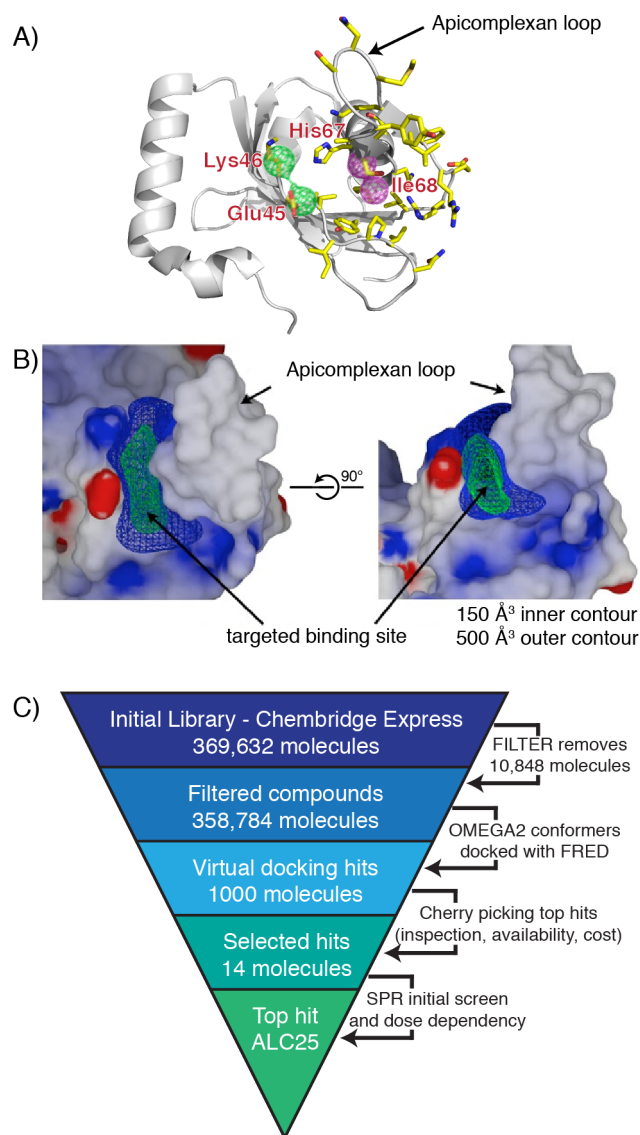 A)
Apicomplexan loop
His67
Lys46
Ile68
Glu45
B)
Apicomplexan loop
90°
targeted binding site
150 Å³ inner contour
500 Å³ outer contour
C)
Initial Library - Chembridge Express
369,632 molecules
FILTER removes
10,848 molecules
Filtered compounds
358,784 molecules
OMEGA2 conformers
docked with FRED
Virtual docking hits
1000 molecules
Cherry picking top hits
(inspection, availability, cost)
Selected hits
14 molecules
SPR initial screen
and dose dependency
Top hit
ALC25